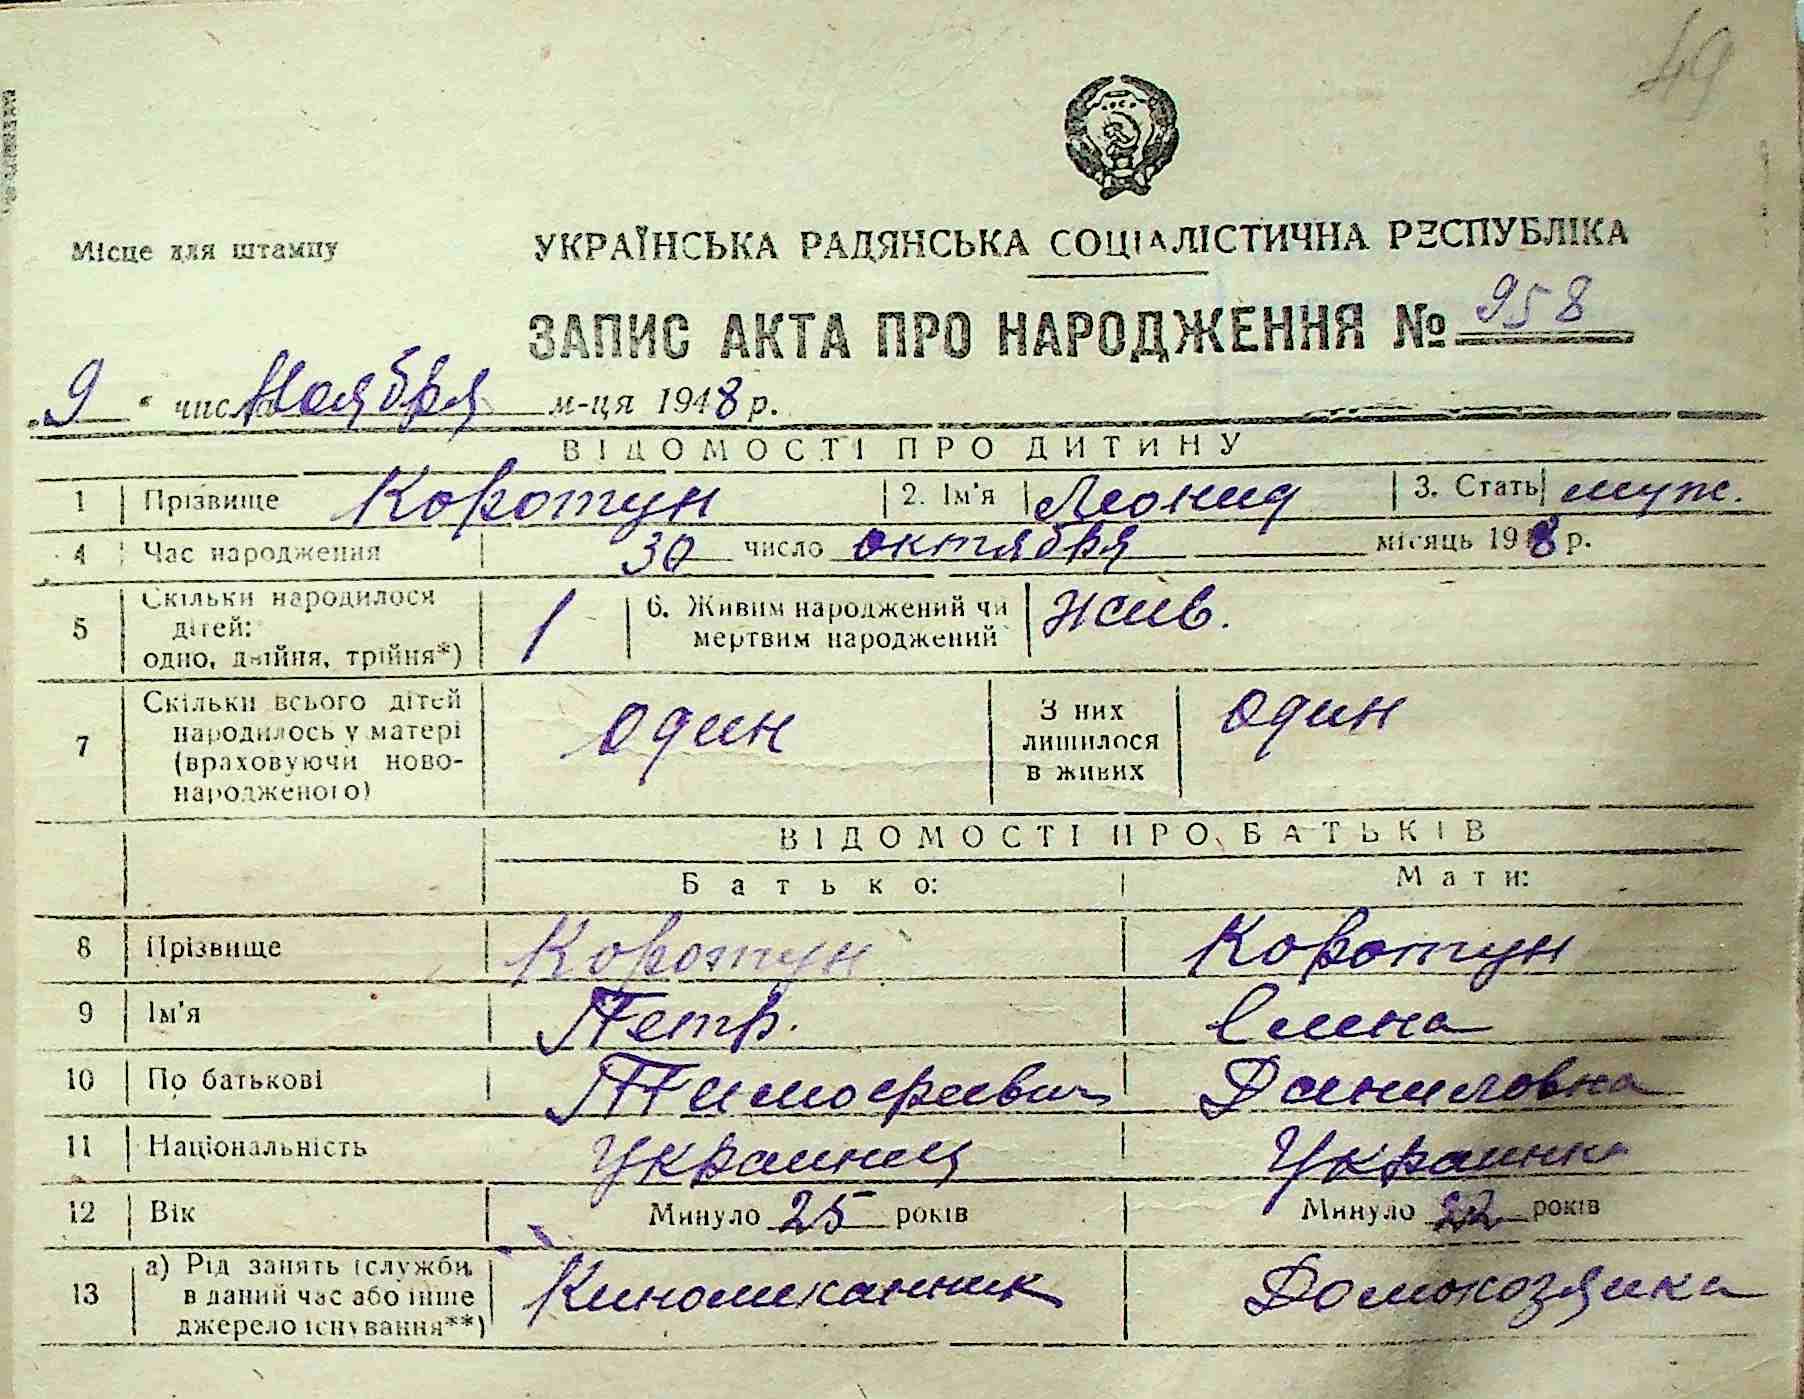 49
Місце для штампу
УКРАЇНСЬКА РАДЯНСЬКА СОЦІАЛІСТИЧНА РЕСПУБЛІКА
ЗАПИС АКТА ПРО НАРОДЖЕННЯ № 958
„9" числа Ноября м-ця 1948 р.
ВІДОМОСТІ ПРО ДИТИНУ
1 Прізвище Коротун 2. Ім'я Леонид 3. Стать муж.
4 Час народження 30 число октября місяць 1948 р.
5 Скільки народилося дітей: одно, двійня, трійня*) 1 6. Живим народжений чи мертвим народжений жив.
7 Скільки всього дітей народилось у матері (враховуючи ново-народженого) один З них лишилося в живих один
ВІДОМОСТІ ПРО БАТЬКІВ
Батько: Мати:
8 Прізвище Коротун Коротун
9 Ім'я Петр. Елена
10 По батькові Тимофеевич Даниловна
11 Національність Украинец Украинка
12 Вік Минуло 25 років Минуло 22 років
13 а) Рід занять (служби в даний час або інше джерело існування**) Киномеханник Домохозяйка